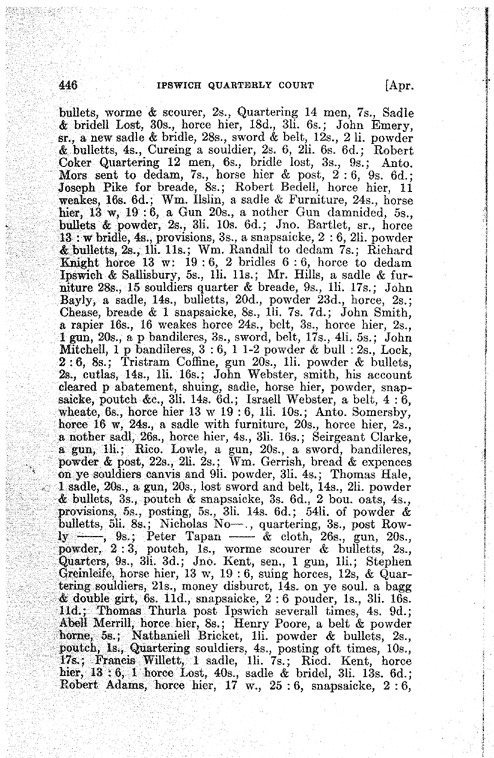 446 IPSWICH QUARTERLY COURT [Apr.
bullets, worme & scourer, 2s., Quartering 14 men, 7s., Sadle
& bridell Lost, 30s., horce hier, 18d., 3li. 6s.; John Emery,
sr., a new sadle & bridle, 28s., sword & belt, 12s., 2 li. powder
& bulletts, 4s., Cureing a souldier, 2s. 6, 2li. 6s. 6d.; Robert
Coker Quartering 12 men, 6s., bridle lost, 3s., 9s.; Anto.
Mors sent to dedam, 7s., horse hier & post, 2 : 6, 9s. 6d.;
Joseph Pike for breade, 8s.; Robert Bedell, horce hier, 11
weakes, 16s. 6d.; Wm. Ilslin, a sadle & Furniture, 24s., horse
hier, 13 w, 19 : 6, a Gun 20s., a nother Gun damnided, 5s.,
bullets & powder, 2s., 3li. 10s. 6d.; Jno. Bartlet, sr., horce
13 : w bridle, 4s., provisions, 3s., a snapsaicke, 2 : 6, 2li. powder
& bulletts, 2s., 1li. 11s.; Wm. Randall to dedam 7s.; Richard
Knight horce 13 w: 19 : 6, 2 bridles 6 : 6, horce to dedam
Ipswich & Sallisbury, 5s., 1li. 11s.; Mr. Hills, a sadle & fur-
niture 28s., 15 souldiers quarter & breade, 9s., 1li. 17s.; John
Bayly, a sadle, 14s., bulletts, 20d., powder 23d., horce, 2s.;
Chease, breade & 1 snapsaicke, 8s., 1li. 7s. 7d.; John Smith,
a rapier 16s., 16 weakes horce 24s., belt, 3s., horce hier, 2s.,
1 gun, 20s., a p bandileres, 3s., sword, belt, 17s., 4li. 5s.; John
Mitchell, 1 p bandileres, 3 : 6, 1 1-2 powder & bull : 2s., Lock,
2 : 6, 8s.; Tristram Coffine, gun 20s., 1li. powder & bullets,
2s., cutlas, 14s., 1li. 16s.; John Webster, smith, his account
cleared p abatement, shuing, sadle, horse hier, powder, snap-
saicke, poutch &c., 3li. 14s. 6d.; Israell Webster, a belt, 4 : 6,
wheate, 6s., horce hier 13 w 19 : 6, 1li. 10s.; Anto. Somersby,
horce 16 w, 24s., a sadle with furniture, 20s., horce hier, 2s.,
a nother sadl, 26s., horce hier, 4s., 3li. 16s.; Seirgeant Clarke,
a gun, 1li.; Rico. Lowle, a gun, 20s., a sword, bandileres,
powder & post, 22s., 2li. 2s.; Wm. Gerrish, bread & expences
on ye souldiers canvis and 9li. powder, 3li. 4s.; Thomas Hale,
1 sadle, 20s., a gun, 20s., lost sword and belt, 14s., 2li. powder
& bullets, 3s., poutch & snapsaicke, 3s. 6d., 2 bou. oats, 4s.,
provisions, 5s., posting, 5s., 3li. 14s. 6d.; 54li. of powder &
bulletts, 5li. 8s.; Nicholas No—., quartering, 3s., post Row-
ly ——, 9s.; Peter Tapan —— & cloth, 26s., gun, 20s.,
powder, 2 : 3, poutch, 1s., worme scourer & bulletts, 2s.,
Quarters, 9s., 3li. 3d.; Jno. Kent, sen., 1 gun, 1li.; Stephen
Greinleife, horse hier, 13 w, 19 : 6, suing horces, 12s, & Quar-
tering souldiers, 21s., money disburct, 14s. on ye soul. a bagg
& double girt, 6s. 11d., snapsaicke, 2 : 6 pouder, 1s., 3li. 16s.
11d.; Thomas Thurla post Ipswich severall times, 4s. 9d.;
Abell Merrill, horce hier, 8s.; Henry Poore, a belt & powder
horne, 5s.; Nathaniell Bricket, 1li. powder & bullets, 2s.,
poutch, 1s., Quartering souldiers, 4s., posting oft times, 10s.,
17s.; Francis Willett, 1 sadle, 1li. 7s.; Ricd. Kent, horce
hier, 13 : 6, 1 horce Lost, 40s., sadle & bridel, 3li. 13s. 6d.;
Robert Adams, horce hier, 17 w., 25 : 6, snapsaicke, 2 : 6,